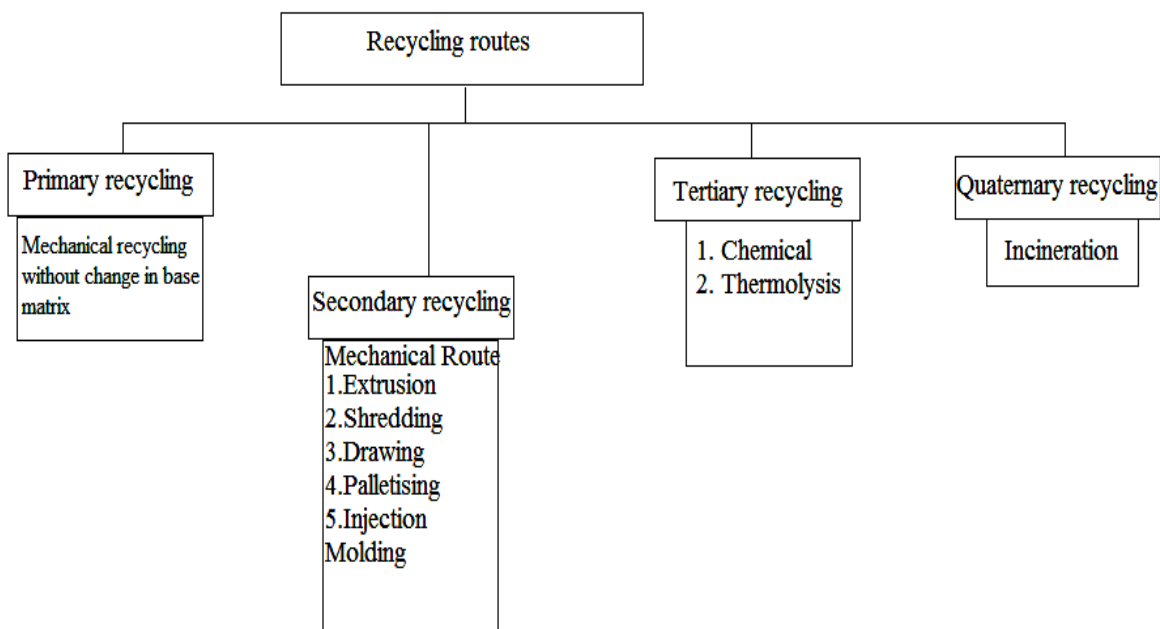 Recycling routes
Primary recycling
Mechanical recycling
without change in base
matrix
Secondary recycling
Mechanical Route
1.Extrusion
2.Shredding
3.Drawing
4.Palletising
5.Injection
Molding
Tertiary recycling
1. Chemical
2. Thermolysis
Quaternary recycling
Incineration